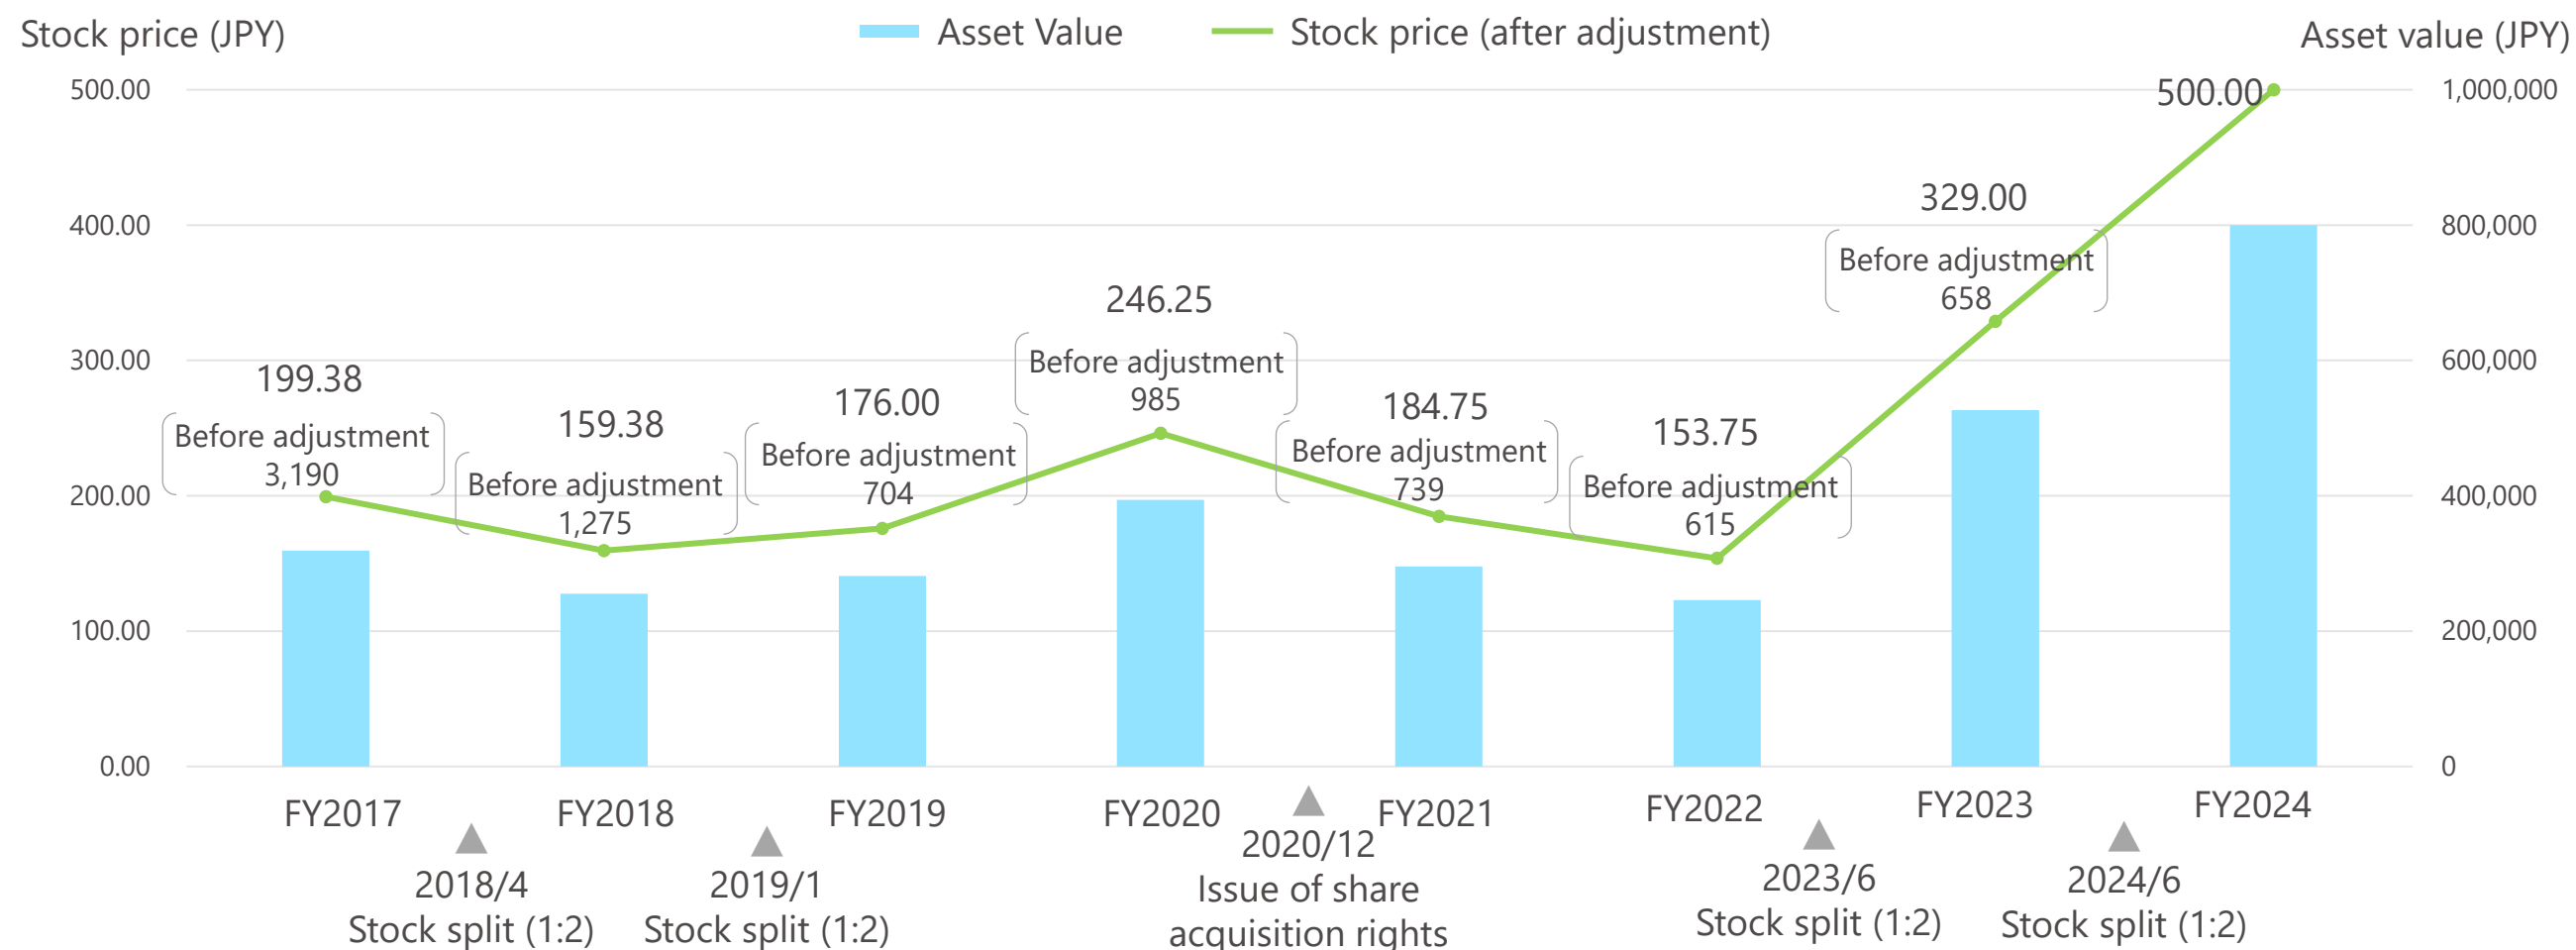 Stock price (JPY)
Asset Value
Stock price (after adjustment)
Asset value (JPY)
500.00
400.00
300.00
200.00
100.00
0.00
1,000,000
800,000
600,000
400,000
200,000
0
199.38
Before adjustment
3,190
159.38
Before adjustment
1,275
176.00
Before adjustment
704
246.25
Before adjustment
985
184.75
Before adjustment
739
153.75
Before adjustment
615
329.00
Before adjustment
658
500.00
FY2017
FY2018
FY2019
FY2020
FY2021
FY2022
FY2023
FY2024
2018/4
Stock split (1:2)
2019/1
Stock split (1:2)
2020/12
Issue of share
acquisition rights
2023/6
Stock split (1:2)
2024/6
Stock split (1:2)